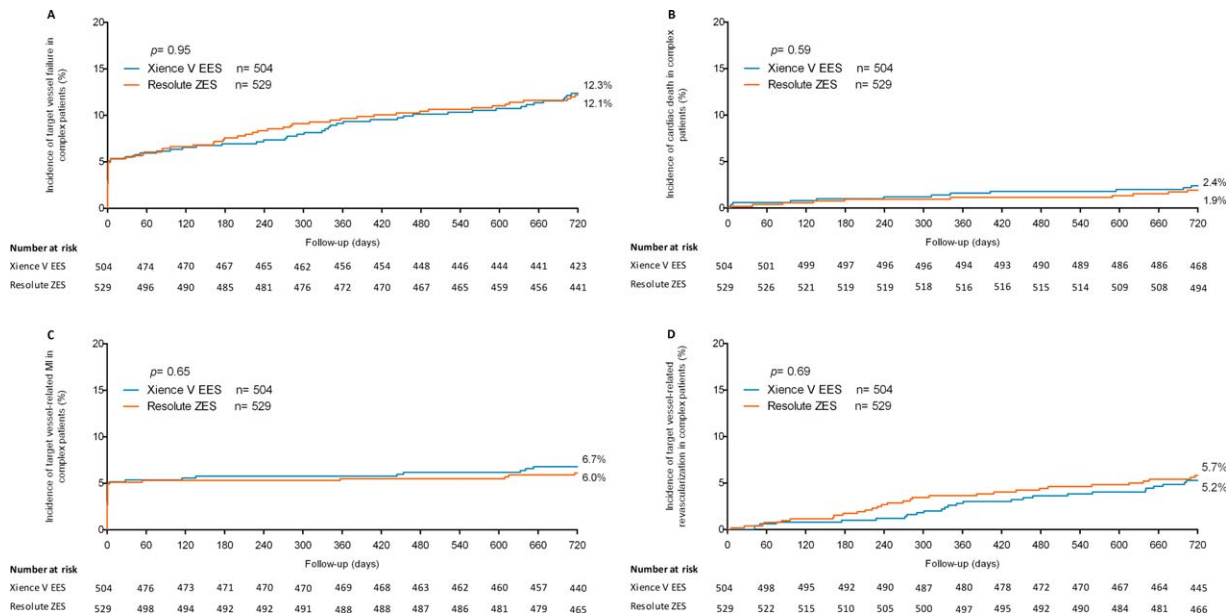 A
Incidence of target vessel failure in
complex patients (%)
20
15
10
5
0
p= 0.95
Xience V EES n= 504
Resolute ZES n= 529
12.3%
12.1%
0 60 120 180 240 300 360 420 480 540 600 660 720
Follow-up (days)
Number at risk
Xience V EES 504 474 470 467 465 462 456 454 448 446 444 441 423
Resolute ZES 529 496 490 485 481 476 472 470 467 465 459 456 441
B
Incidence of cardiac death in complex
patients (%)
20
15
10
5
0
p= 0.59
Xience V EES n= 504
Resolute ZES n= 529
2.4%
1.9%
0 60 120 180 240 300 360 420 480 540 600 660 720
Follow-up (days)
Number at risk
Xience V EES 504 501 499 497 496 496 494 493 490 489 486 486 468
Resolute ZES 529 526 521 519 519 518 516 516 515 514 509 508 494
C
Incidence of target vessel-related MI in
complex patients (%)
20
15
10
5
0
p= 0.65
Xience V EES n= 504
Resolute ZES n= 529
6.7%
6.0%
0 60 120 180 240 300 360 420 480 540 600 660 720
Follow-up (days)
Number at risk
Xience V EES 504 476 473 471 470 470 469 468 463 462 460 457 440
Resolute ZES 529 498 494 492 492 491 488 488 487 486 481 479 465
D
Incidence of target vessel-related
revascularization in complex patients (%)
20
15
10
5
0
p= 0.69
Xience V EES n= 504
Resolute ZES n= 529
5.7%
5.2%
0 60 120 180 240 300 360 420 480 540 600 660 720
Follow-up (days)
Number at risk
Xience V EES 504 498 495 492 490 487 480 478 472 470 467 464 445
Resolute ZES 529 522 515 510 505 500 497 495 492 490 484 481 466